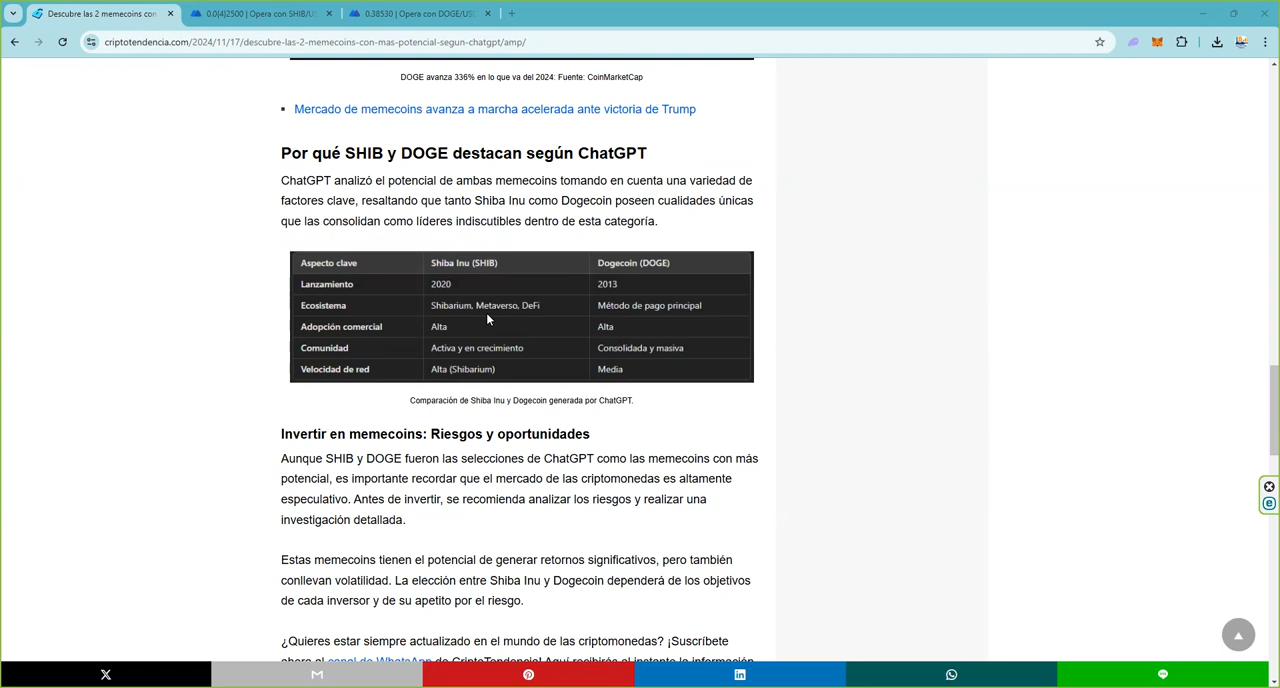 Descubre las 2 memecoins con
0.0{4}2500 | Opera con SHIB/US
0.38530 | Opera con DOGE/USD
criptotendencia.com/2024/11/17/descubre-las-2-memecoins-con-mas-potencial-segun-chatgpt/amp/
DOGE avanza 336% en lo que va del 2024: Fuente: CoinMarketCap
Mercado de memecoins avanza a marcha acelerada ante victoria de Trump
Por qué SHIB y DOGE destacan según ChatGPT
ChatGPT analizó el potencial de ambas memecoins tomando en cuenta una variedad de
factores clave, resaltando que tanto Shiba Inu como Dogecoin poseen cualidades únicas
que las consolidan como líderes indiscutibles dentro de esta categoría.
Aspecto clave Shiba Inu (SHIB) Dogecoin (DOGE)
Lanzamiento 2020 2013
Ecosistema Shibarium, Metaverso, DeFi Método de pago principal
Adopción comercial Alta Alta
Comunidad Activa y en crecimiento Consolidada y masiva
Velocidad de red Alta (Shibarium) Media
Comparación de Shiba Inu y Dogecoin generada por ChatGPT.
Invertir en memecoins: Riesgos y oportunidades
Aunque SHIB y DOGE fueron las selecciones de ChatGPT como las memecoins con más
potencial, es importante recordar que el mercado de las criptomonedas es altamente
especulativo. Antes de invertir, se recomienda analizar los riesgos y realizar una
investigación detallada.
Estas memecoins tienen el potencial de generar retornos significativos, pero también
conllevan volatilidad. La elección entre Shiba Inu y Dogecoin dependerá de los objetivos
de cada inversor y de su apetito por el riesgo.
¿Quieres estar siempre actualizado en el mundo de las criptomonedas? ¡Suscríbete
ahora al canal de WhatsApp de CriptoTendencia! Aquí recibirás al instante la información